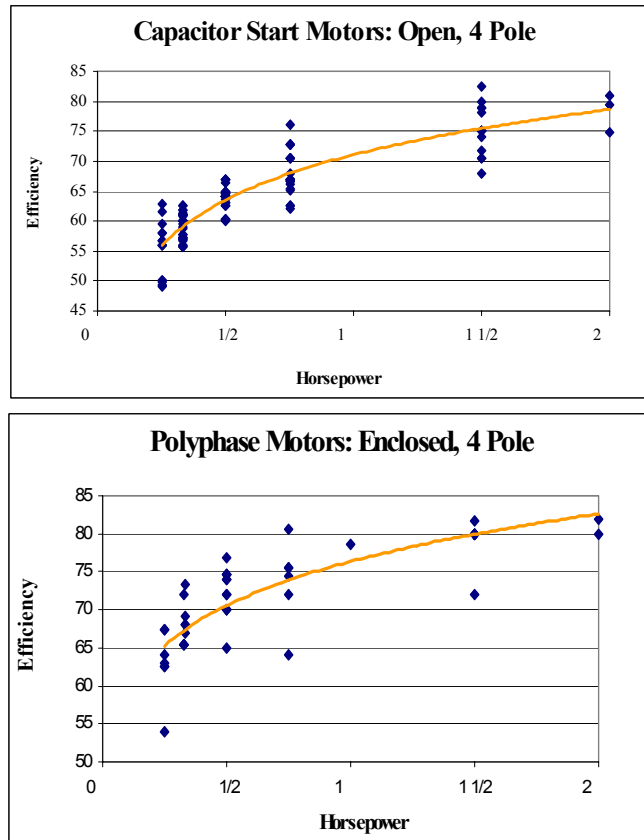 Capacitor Start Motors: Open, 4 Pole
Efficiency
85
80
75
70
65
60
55
50
45
0 1/2 1 1 1/2 2
Horsepower
Polyphase Motors: Enclosed, 4 Pole
Efficiency
85
80
75
70
65
60
55
50
0 1/2 1 1 1/2 2
Horsepower